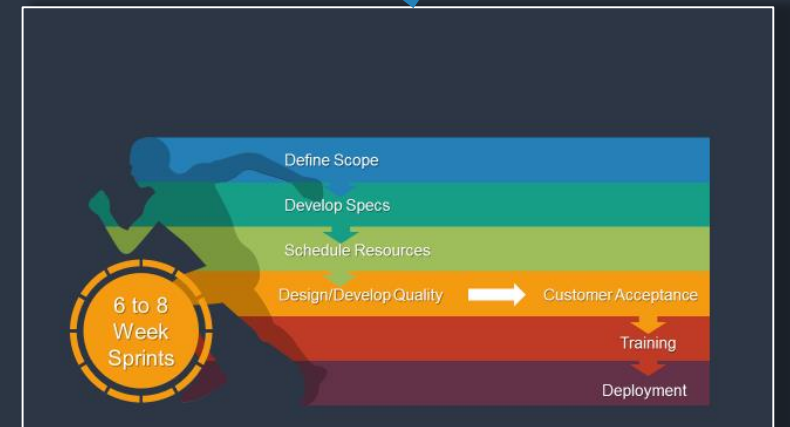 Define Scope
Develop Specs
Schedule Resources
Design/Develop Quality
Customer Acceptance
Training
Deployment
6 to 8
Week
Sprints